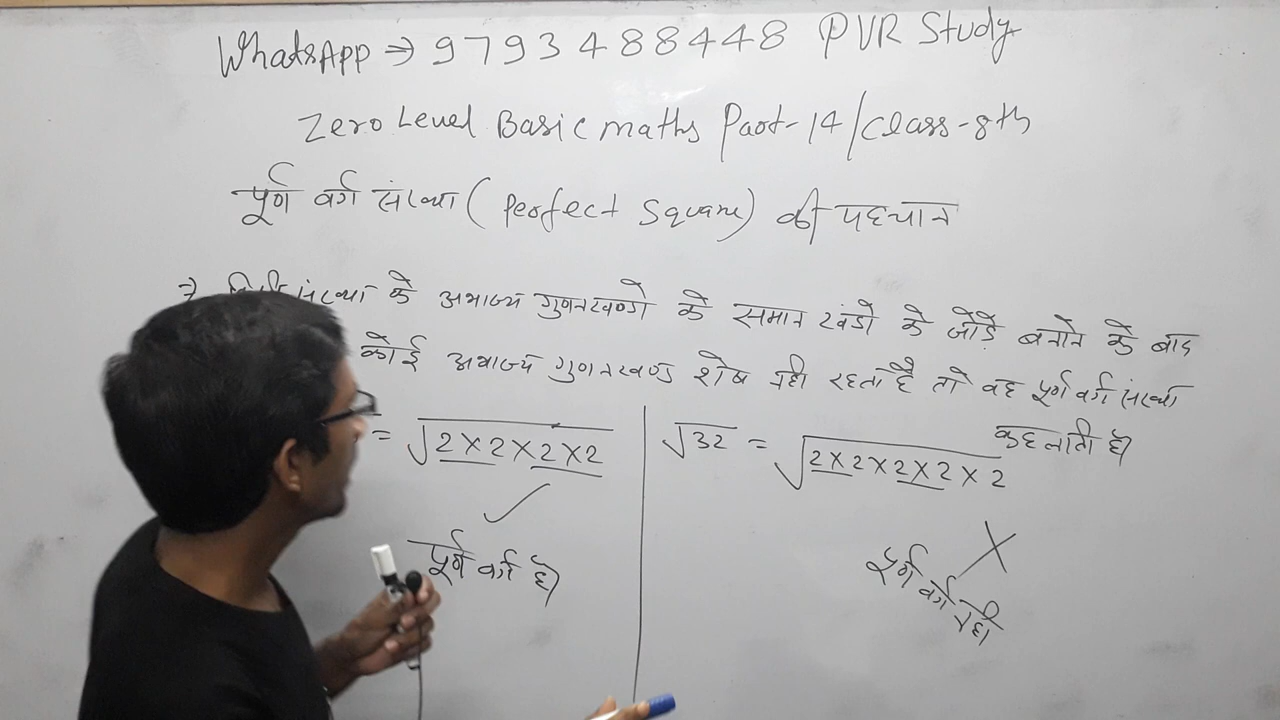 WhatsApp ⇒ 9793488448 PVR Study
Zero Level Basic maths Part-14/Class-8th
पूर्ण वर्ग संख्या (Perfect Square) की पहचान
⇒ संख्या के अभाज्य गुणनखण्डो के समान खंडो के जोड़े बनाने के बाद
कोई अभाज्य गुणनखण्ड शेष नही रहता है तो वह पूर्ण वर्ग संख्या
कहलाती है।
= √2×2×2×2
√32 = √2×2×2×2×2
✓
पूर्ण वर्ग है।
×
पूर्ण वर्ग नही